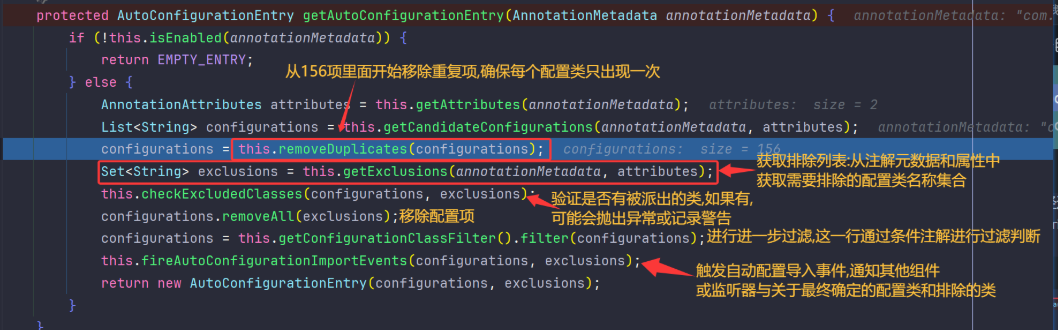 protected AutoConfigurationEntry getAutoConfigurationEntry(AnnotationMetadata annotationMetadata) { annotationMetadata: "com.
if (!this.isEnabled(annotationMetadata)) {
return EMPTY_ENTRY;
从156项里面开始移除重复项,确保每个配置类只出现一次
} else {
AnnotationAttributes attributes = this.getAttributes(annotationMetadata); attributes: size = 2
List<String> configurations = this.getCandidateConfigurations(annotationMetadata, attributes); annotationMetadata: "c
configurations = this.removeDuplicates(configurations); configurations: size = 156
Set<String> exclusions = this.getExclusions(annotationMetadata, attributes);
获取排除列表:从注解元数据和属性中
获取需要排除的配置类名称集合
this.checkExcludedClasses(configurations, exclusions);
验证是否有被派出的类,如果有,
可能会抛出异常或记录警告
configurations.removeAll(exclusions);移除配置项
configurations = this.getConfigurationClassFilter().filter(configurations);进行进一步过滤,这一行通过条件注解进行过滤判断
this.fireAutoConfigurationImportEvents(configurations, exclusions);
触发自动配置导入事件,通知其他组件
或监听器与关于最终确定的配置类和排除的类
return new AutoConfigurationEntry(configurations, exclusions);
}
}